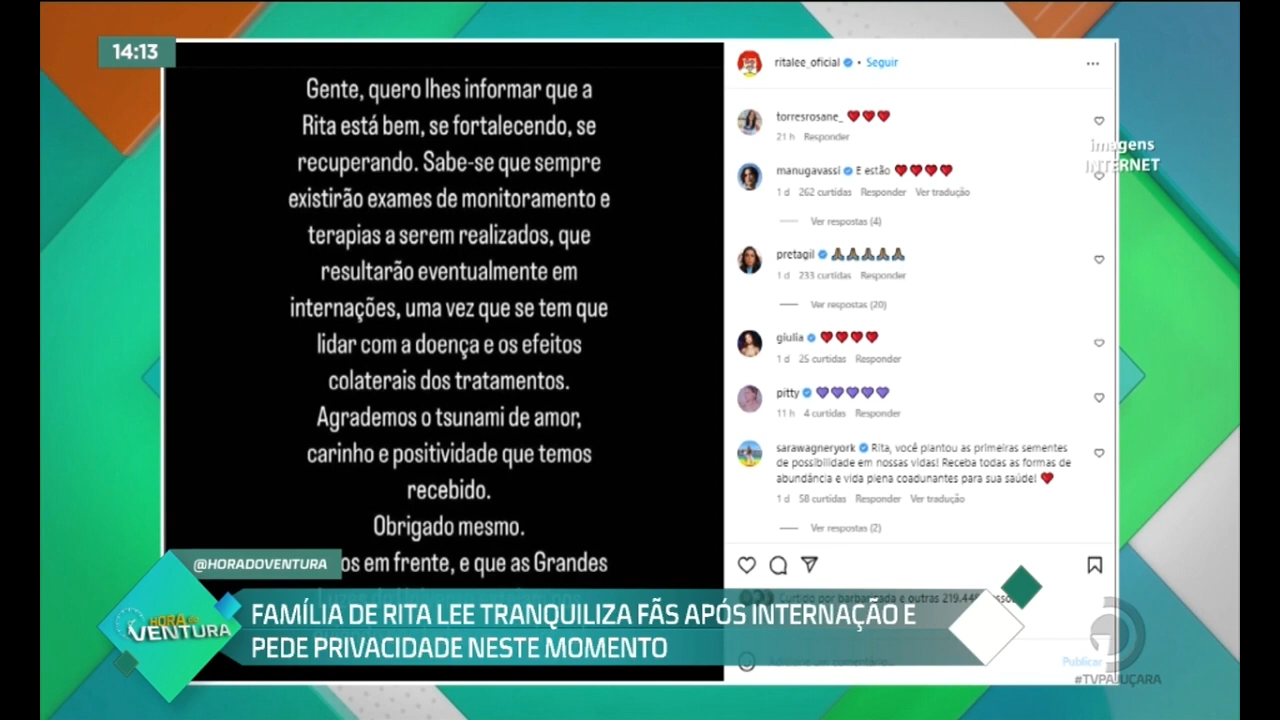 14:13
Gente, quero lhes informar que a
Rita está bem, se fortalecendo, se
recuperando. Sabe-se que sempre
existirão exames de monitoramento e
terapias a serem realizados, que
resultarão eventualmente em
internações, uma vez que se tem que
lidar com a doença e os efeitos
colaterais dos tratamentos.
Agrademos o tsunami de amor,
carinho e positividade que temos
recebido.
Obrigado mesmo.
os em frente, e que as Grandes
ritalee_oficial • Seguir
torresrosane_ ❤️❤️❤️
21 h Responder
imagens
INTERNET
manugavassi E estão ❤️❤️❤️❤️
1 d 262 curtidas Responder Ver tradução
Ver respostas (4)
pretagil 🙏🏾🙏🏾🙏🏾🙏🏾🙏🏾
1 d 233 curtidas Responder
Ver respostas (20)
giulia ❤️❤️❤️❤️
1 d 25 curtidas Responder
pitty 💜💜💜💜💜
11 h 4 curtidas Responder
sarawagneryork Rita, você plantou as primeiras sementes
de possibilidade em nossas vidas! Receba todas as formas de
abundância e vida plena coadunantes para sua saúde! ❤️
1 d 58 curtidas Responder Ver tradução
Ver respostas (2)
Curtido por e outras
Publicar
@HORADOVENTURA
HORA DO
VENTURA
FAMÍLIA DE RITA LEE TRANQUILIZA FÃS APÓS INTERNAÇÃO E
PEDE PRIVACIDADE NESTE MOMENTO
#TVPAJUÇARA